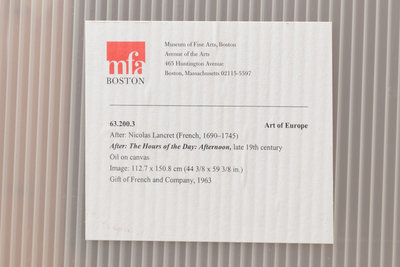 mfa
BOSTON
Museum of Fine Arts, Boston
Avenue of the Arts
465 Huntington Avenue
Boston, Massachusetts 02115-5597
63.200.3 Art of Europe
After: Nicolas Lancret (French, 1690–1745)
After: The Hours of the Day: Afternoon, late 19th century
Oil on canvas
Image: 112.7 x 150.8 cm (44 3/8 x 59 3/8 in.)
Gift of French and Company, 1963